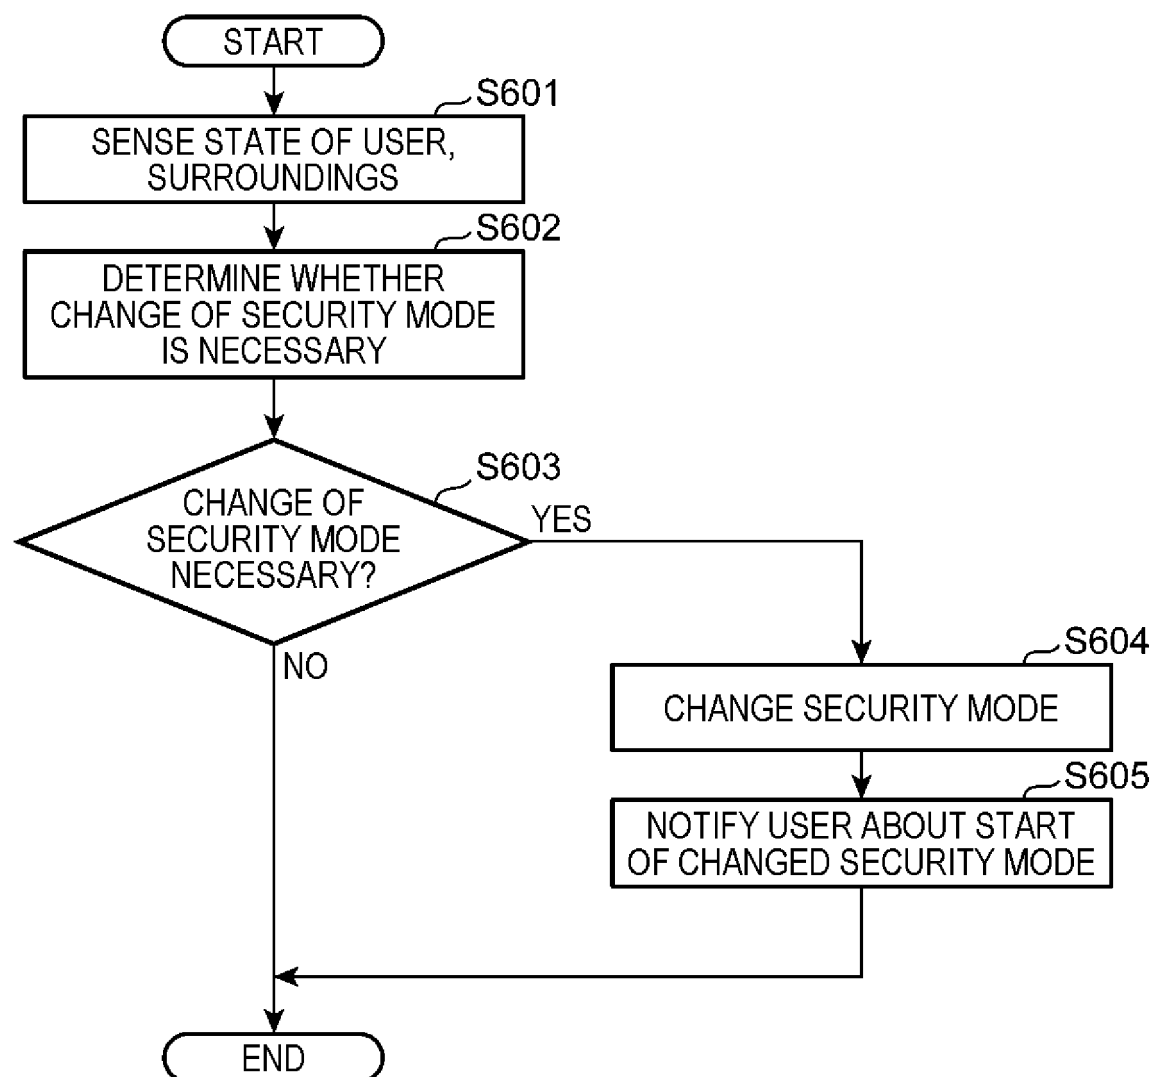 START
S601
SENSE STATE OF USER,
SURROUNDINGS
S602
DETERMINE WHETHER
CHANGE OF SECURITY MODE
IS NECESSARY
S603
CHANGE OF
SECURITY MODE
NECESSARY?
YES
NO
S604
CHANGE SECURITY MODE
S605
NOTIFY USER ABOUT START
OF CHANGED SECURITY MODE
END